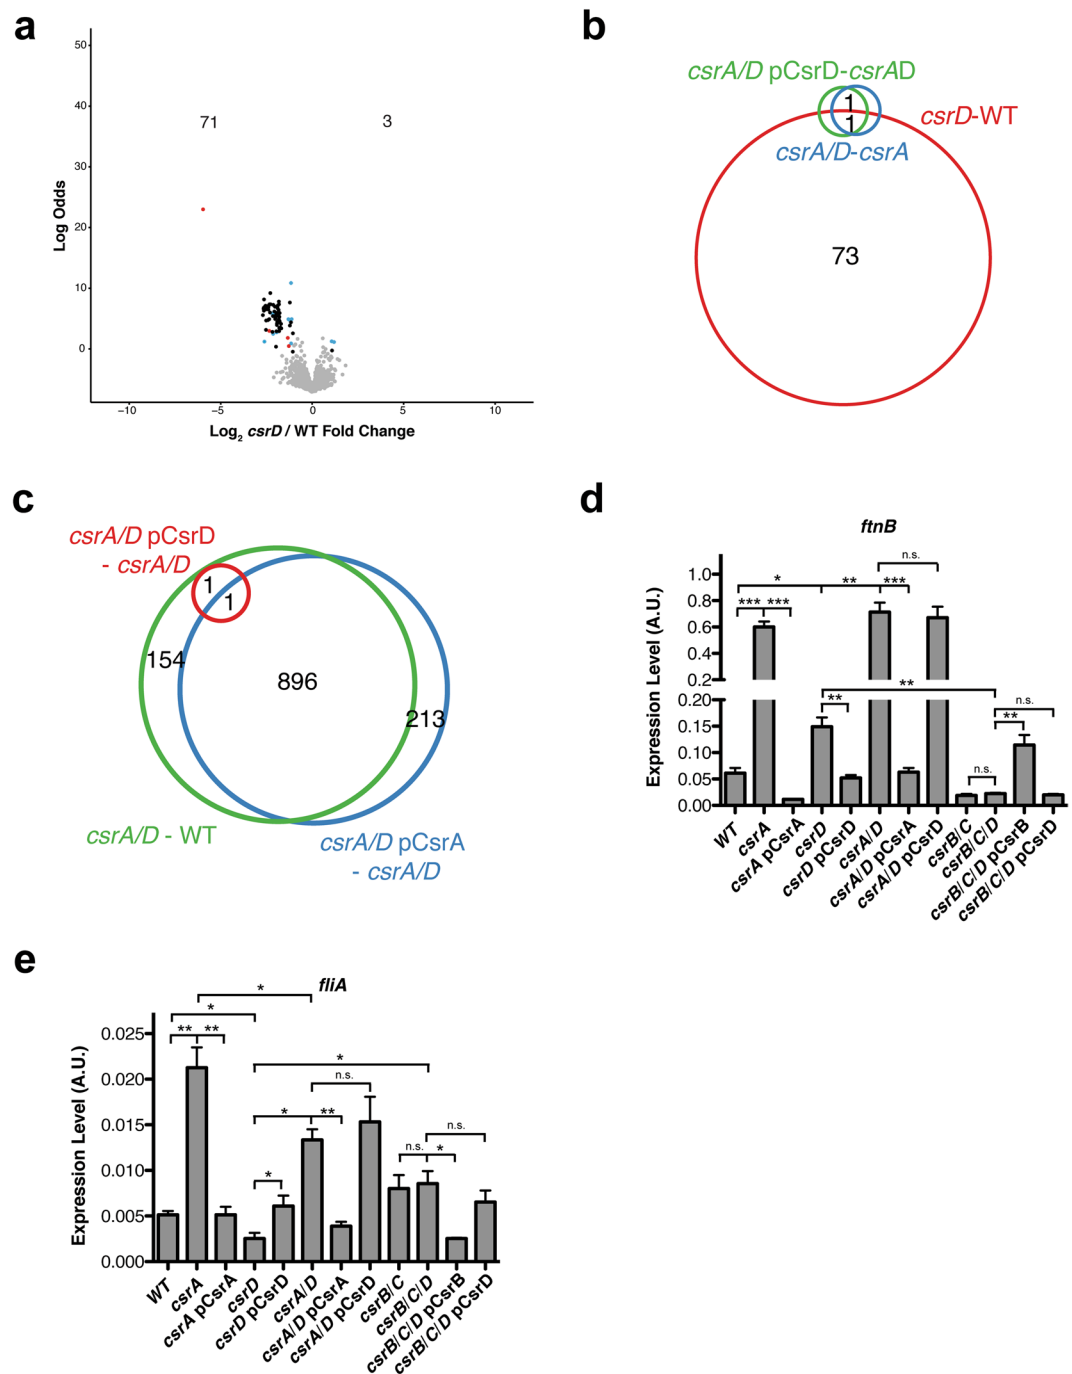 a
50
40
30
20
10
0
Log Odds
71
3
−10
−5
0
5
10
Log2 csrD / WT Fold Change
b
csrA/D pCsrD-csrAD
1
1
csrD-WT
csrA/D-csrA
73
c
csrA/D pCsrD
- csrA/D
1
1
154
896
213
csrA/D - WT
csrA/D pCsrA
- csrA/D
d
ftnB
n.s.
* ** ***
*** ***
1.0
0.8
0.6
0.4
0.2
0.20
0.15
0.10
0.05
0.00
Expression Level (A.U.)
**
**
n.s.
**
n.s.
WT
csrA
csrA pCsrA
csrD
csrD pCsrD
csrA/D
csrA/D pCsrA
csrA/D pCsrD
csrB/C
csrB/C/D
csrB/C/D pCsrB
csrB/C/D pCsrD
e
fliA
*
*
** **
*
n.s.
* **
n.s.
n.s. *
*
0.025
0.020
0.015
0.010
0.005
0.000
Expression Level (A.U.)
WT
csrA
csrA pCsrA
csrD
csrD pCsrD
csrA/D
csrA/D pCsrA
csrA/D pCsrD
csrB/C
csrB/C/D
csrB/C/D pCsrB
csrB/C/D pCsrD